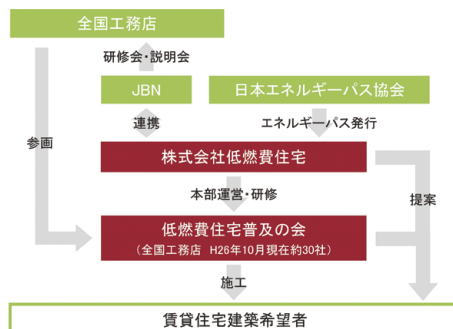 全国工務店
研修会・説明会
JBN
日本エネルギーパス協会
連携
エネルギーパス発行
参画
株式会社低燃費住宅
本部運営・研修
提案
低燃費住宅普及の会
（全国工務店 H26年10月現在約30社）
施工
賃貸住宅建築希望者